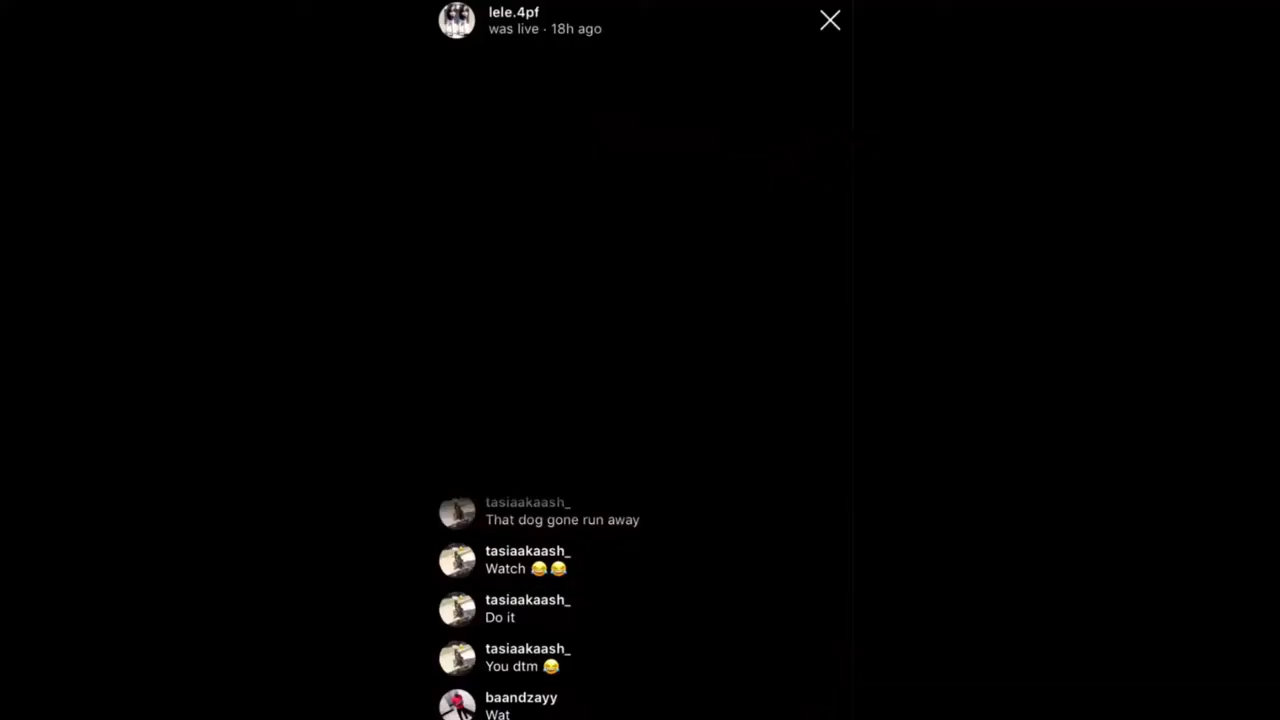 lele.4pf
was live · 18h ago
tasiaakaash_
That dog gone run away
tasiaakaash_
Watch 😂😂
tasiaakaash_
Do it
tasiaakaash_
You dtm 😂
baandzayy
Wat